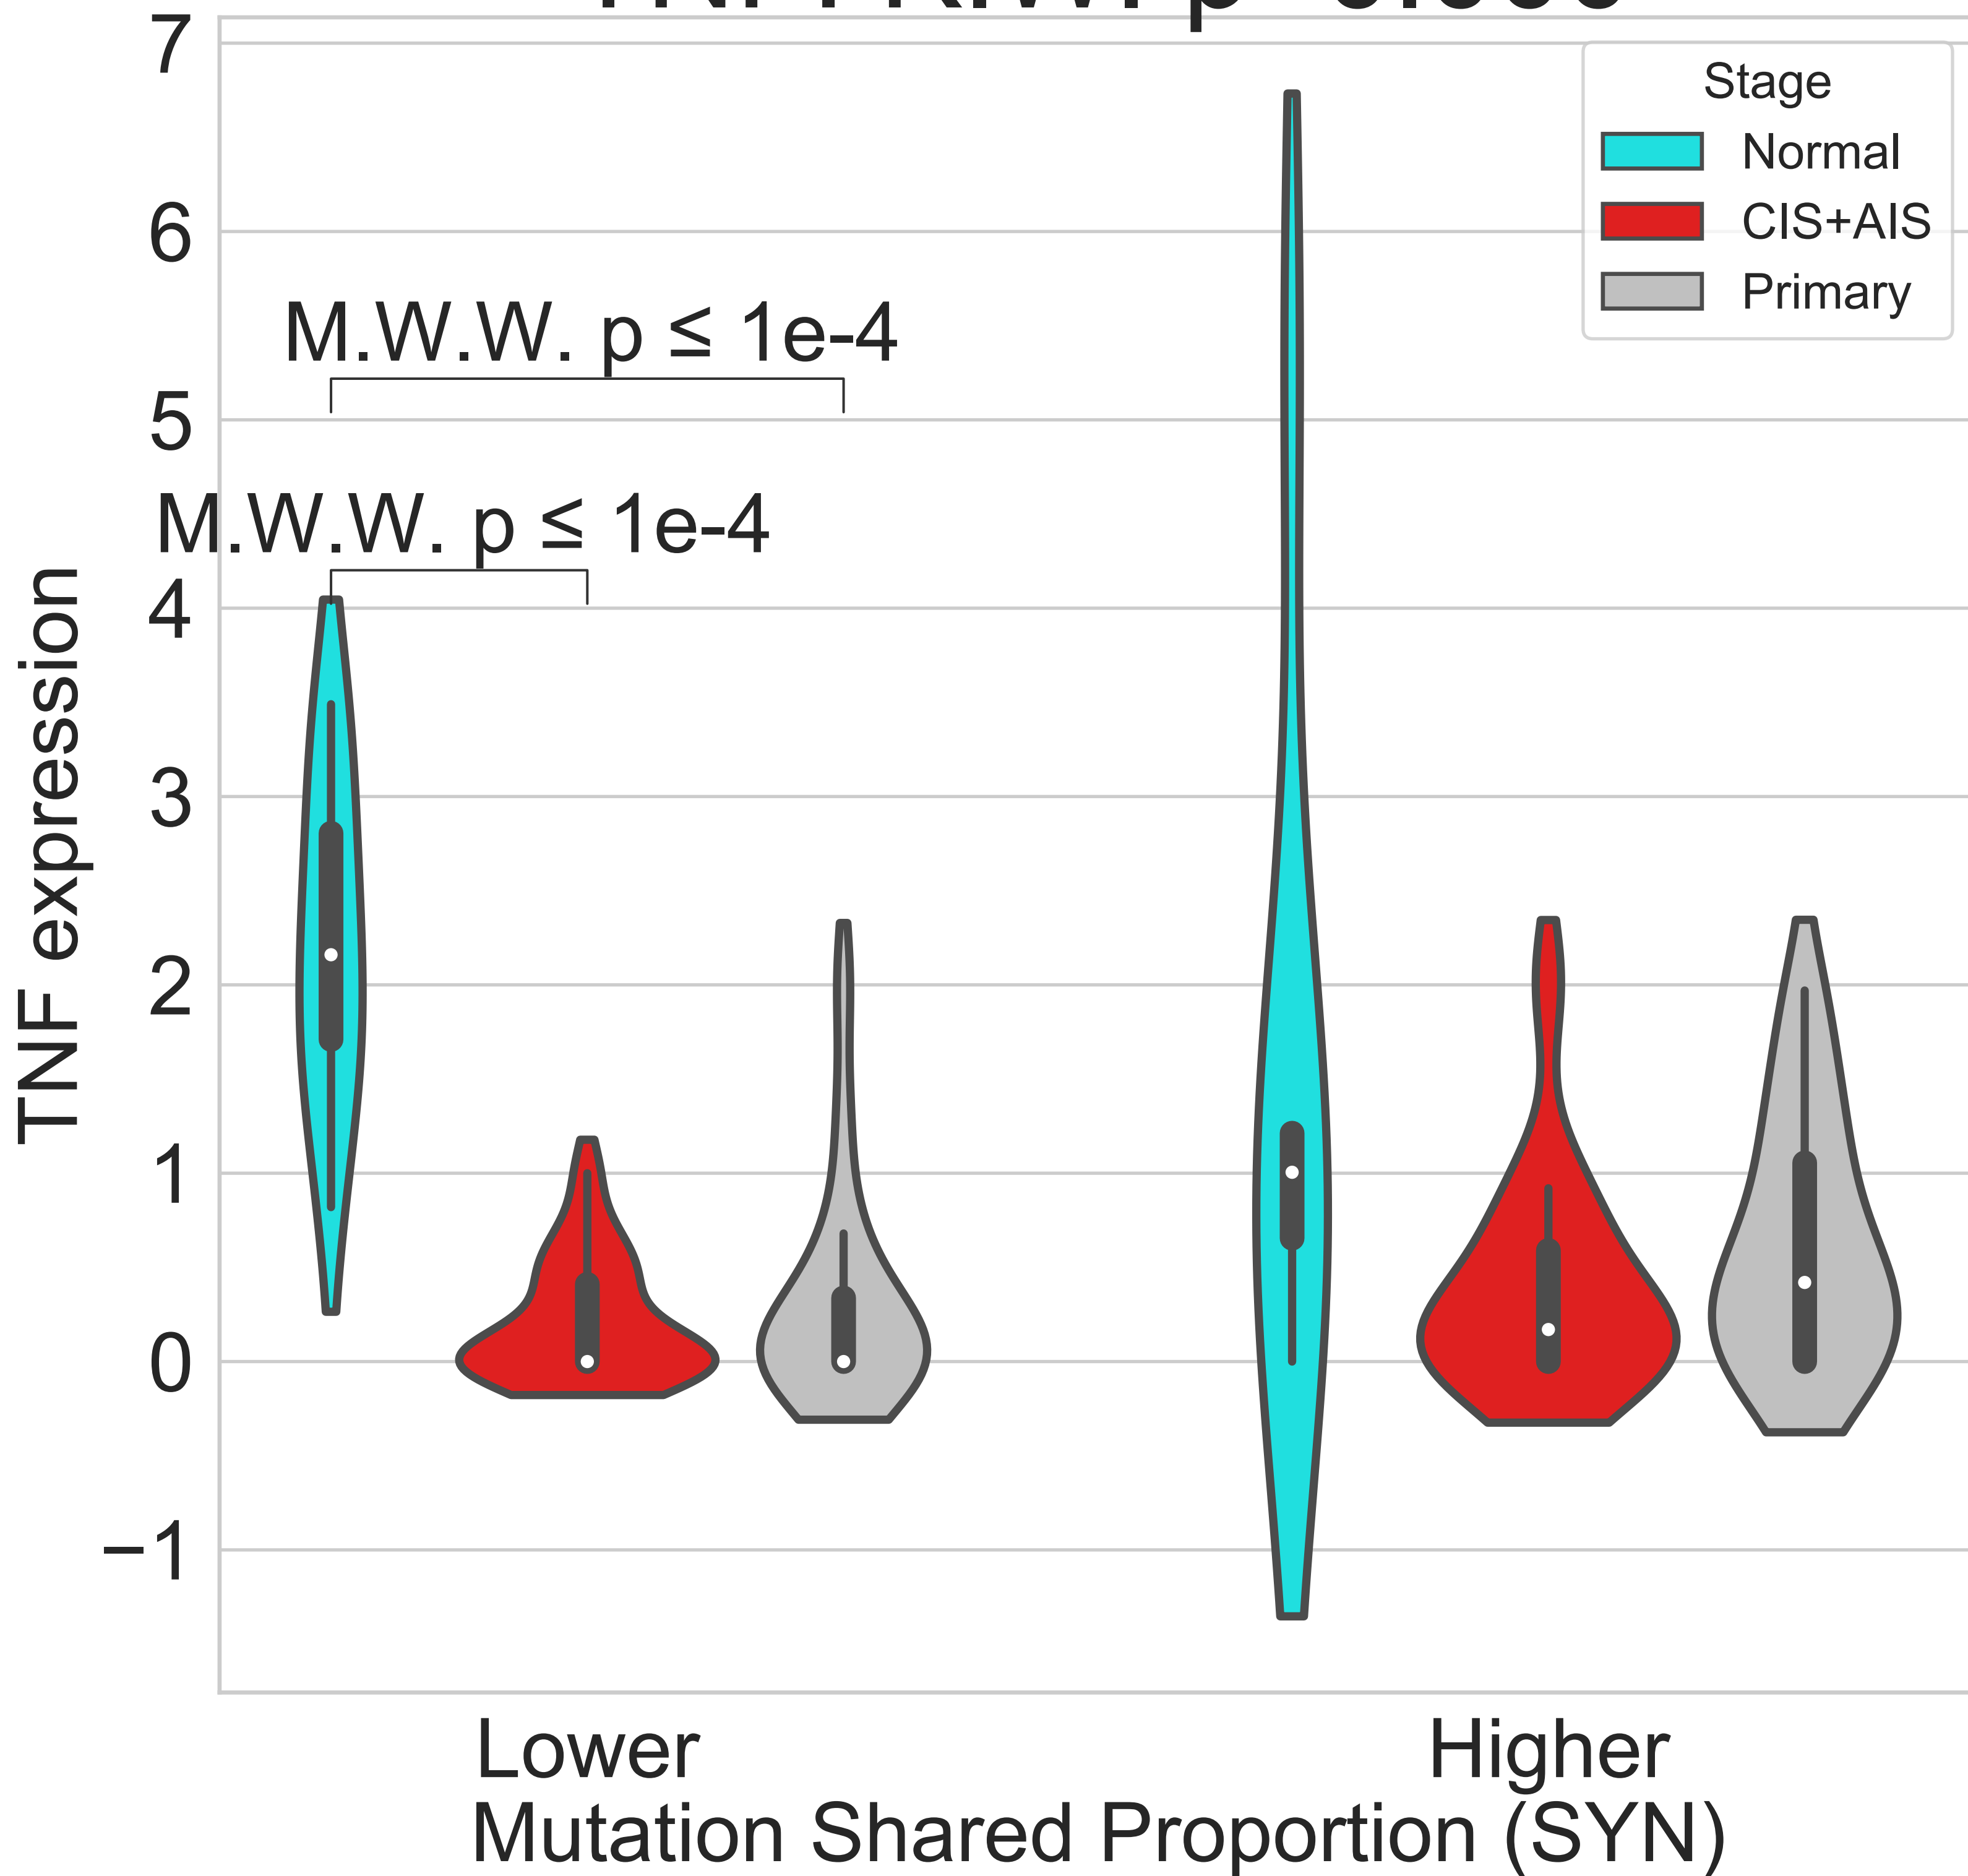 7
6
5
4
3
2
1
0
−1
TNF expression
Stage
Normal
CIS+AIS
Primary
M.W.W. p ≤ 1e-4
M.W.W. p ≤ 1e-4
Lower
Higher
Mutation Shared Proportion (SYN)